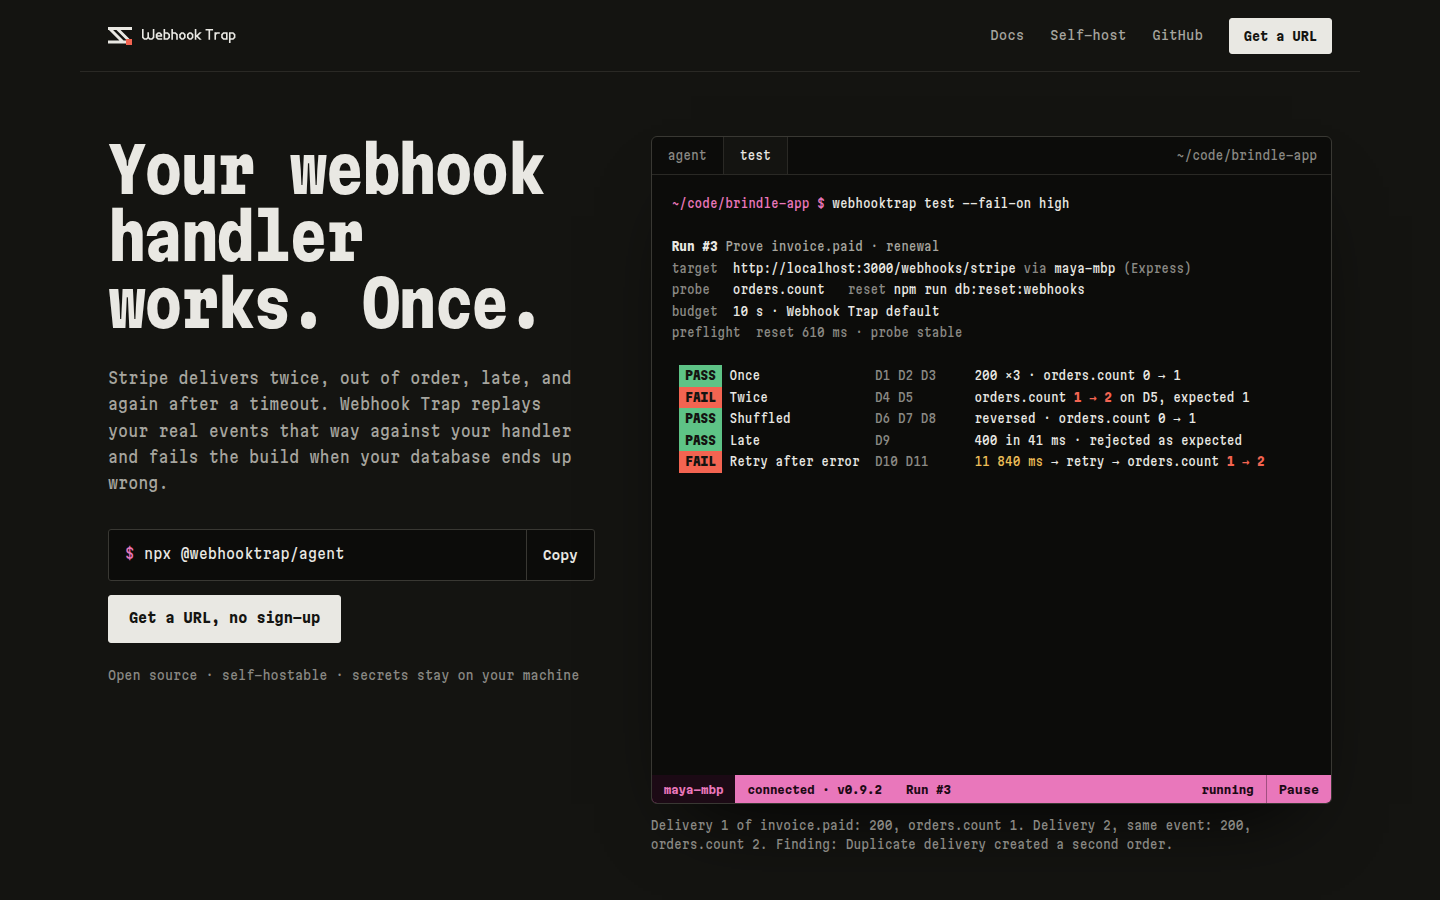 Webhook Trap
Docs Self-host GitHub Get a URL
Your webhook
handler
works. Once.
Stripe delivers twice, out of order, late, and
again after a timeout. Webhook Trap replays
your real events that way against your handler
and fails the build when your database ends up
wrong.
$ npx @webhooktrap/agent Copy
Get a URL, no sign-up
Open source · self-hostable · secrets stay on your machine
agent test ~/code/brindle-app
~/code/brindle-app $ webhooktrap test --fail-on high
Run #3 Prove invoice.paid · renewal
target http://localhost:3000/webhooks/stripe via maya-mbp (Express)
probe orders.count reset npm run db:reset:webhooks
budget 10 s · Webhook Trap default
preflight reset 610 ms · probe stable
PASS Once D1 D2 D3 200 ×3 · orders.count 0 → 1
FAIL Twice D4 D5 orders.count 1 → 2 on D5, expected 1
PASS Shuffled D6 D7 D8 reversed · orders.count 0 → 1
PASS Late D9 400 in 41 ms · rejected as expected
FAIL Retry after error D10 D11 11 840 ms → retry → orders.count 1 → 2
maya-mbp connected · v0.9.2 Run #3 running Pause
Delivery 1 of invoice.paid: 200, orders.count 1. Delivery 2, same event: 200,
orders.count 2. Finding: Duplicate delivery created a second order.